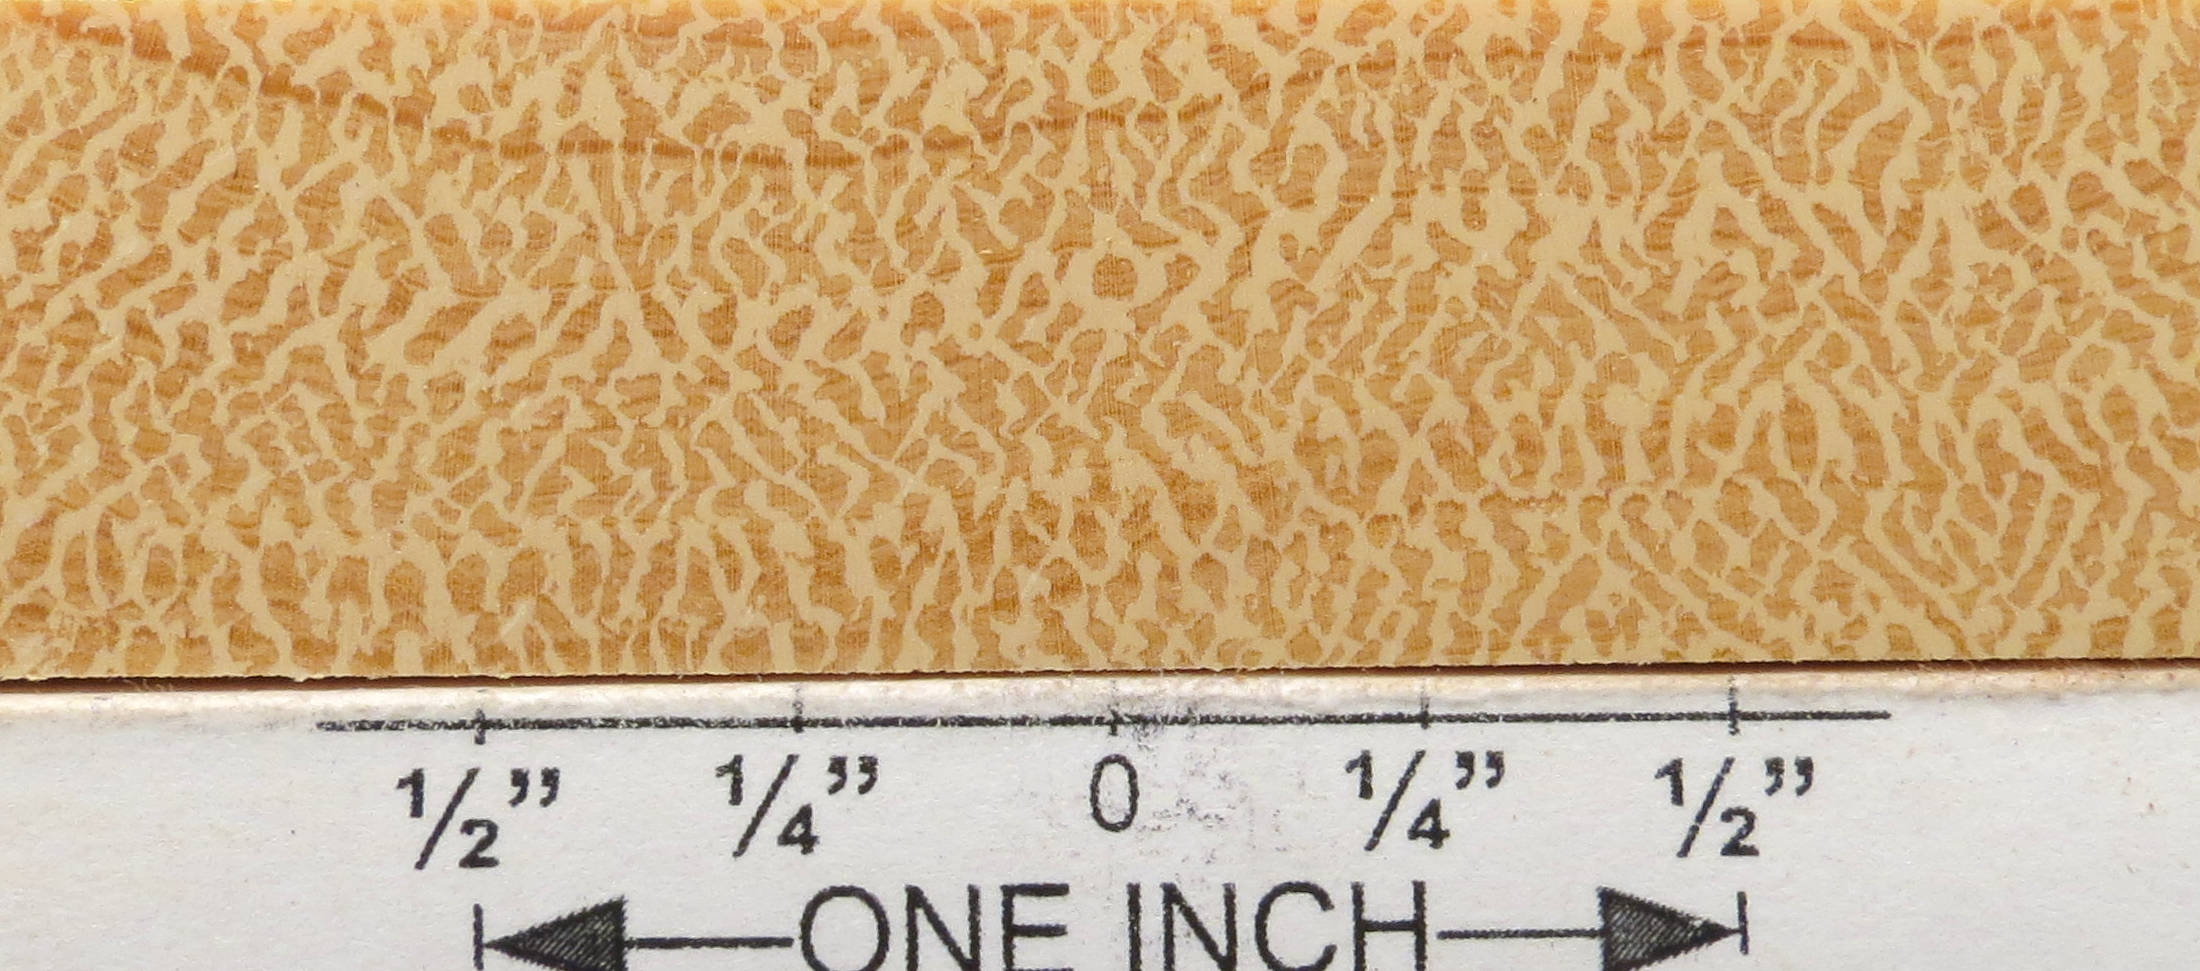 ½” ¼” 0 ¼” ½”
ONE INCH